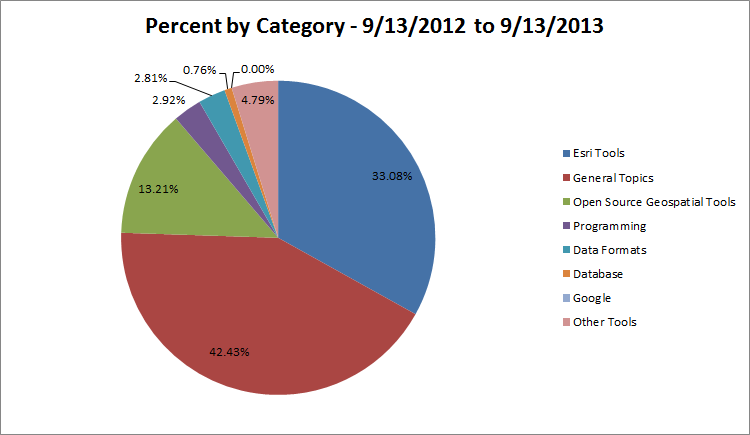 Percent by Category - 9/13/2012 to 9/13/2013
0.76%
0.00%
2.81%
4.79%
2.92%
33.08%
13.21%
42.43%
Esri Tools
General Topics
Open Source Geospatial Tools
Programming
Data Formats
Database
Google
Other Tools